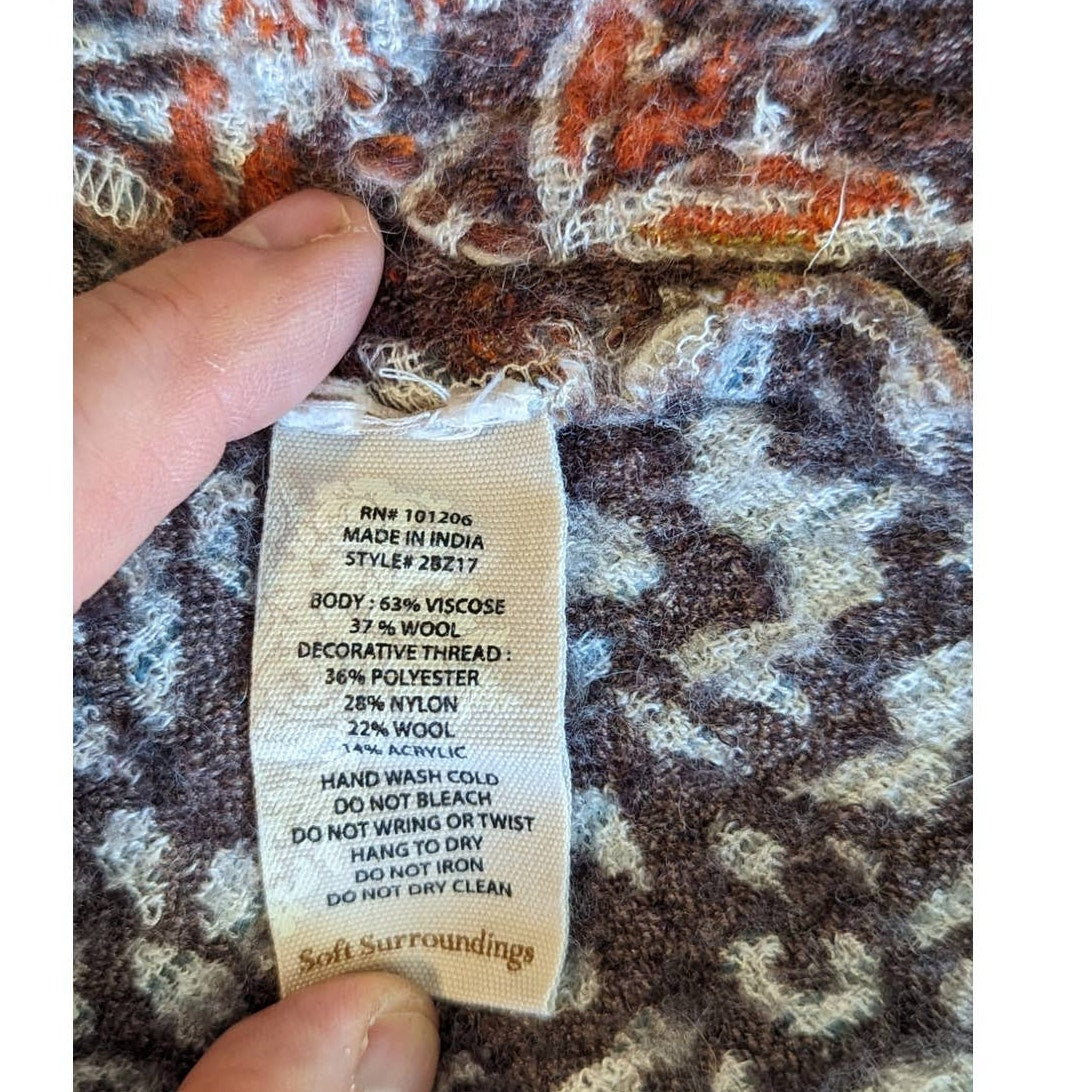 RN# 101206
MADE IN INDIA
STYLE# 2BZ17
BODY : 63% VISCOSE
37 % WOOL
DECORATIVE THREAD :
36% POLYESTER
28% NYLON
22% WOOL
14% ACRYLIC
HAND WASH COLD
DO NOT BLEACH
DO NOT WRING OR TWIST
HANG TO DRY
DO NOT IRON
DO NOT DRY CLEAN
Soft Surroundings